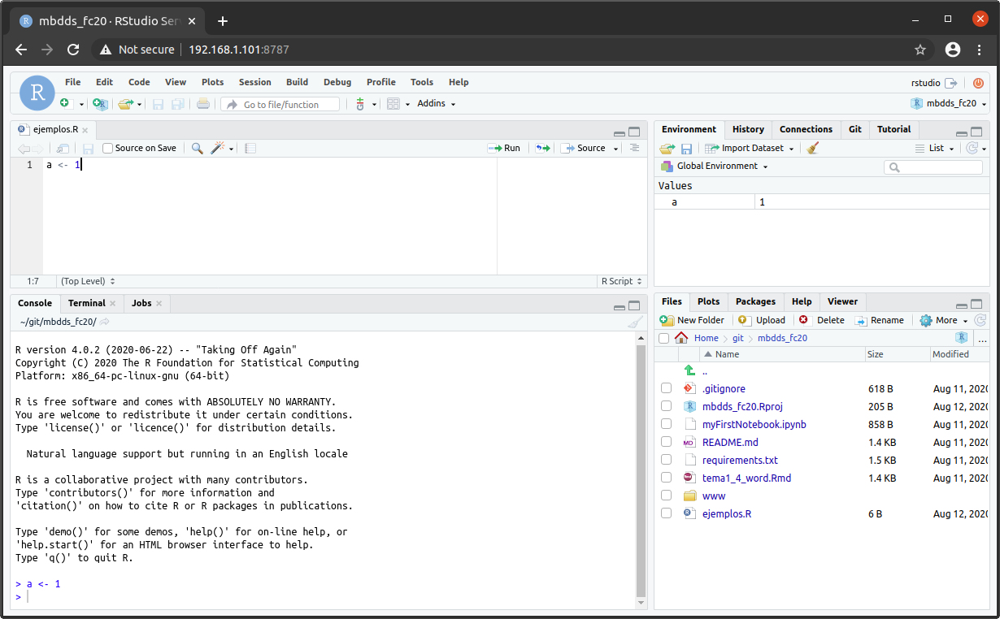 mbdds_fc20 · RStudio Ser
Not secure | 192.168.1.101:8787
R File Edit Code View Plots Session Build Debug Profile Tools Help rstudio
Go to file/function Addins mbdds_fc20
ejemplos.R
Source on Save Run Source
1 a <- 1
1:7 (Top Level) R Script
Console Terminal Jobs
~/git/mbdds_fc20/
R version 4.0.2 (2020-06-22) -- "Taking Off Again"
Copyright (C) 2020 The R Foundation for Statistical Computing
Platform: x86_64-pc-linux-gnu (64-bit)
R is free software and comes with ABSOLUTELY NO WARRANTY.
You are welcome to redistribute it under certain conditions.
Type 'license()' or 'licence()' for distribution details.
Natural language support but running in an English locale
R is a collaborative project with many contributors.
Type 'contributors()' for more information and
'citation()' on how to cite R or R packages in publications.
Type 'demo()' for some demos, 'help()' for on-line help, or
'help.start()' for an HTML browser interface to help.
Type 'q()' to quit R.
> a <- 1
>
Environment History Connections Git Tutorial
Import Dataset List
Global Environment
Values
a 1
Files Plots Packages Help Viewer
New Folder Upload Delete Rename More
Home git mbdds_fc20 ...
Name Size Modified
..
.gitignore 618 B Aug 11, 2020
mbdds_fc20.Rproj 205 B Aug 12, 2020
myFirstNotebook.ipynb 858 B Aug 11, 2020
README.md 1.4 KB Aug 11, 2020
requirements.txt 1.5 KB Aug 11, 2020
tema1_4_word.Rmd 1.4 KB Aug 11, 2020
www
ejemplos.R 6 B Aug 12, 2020